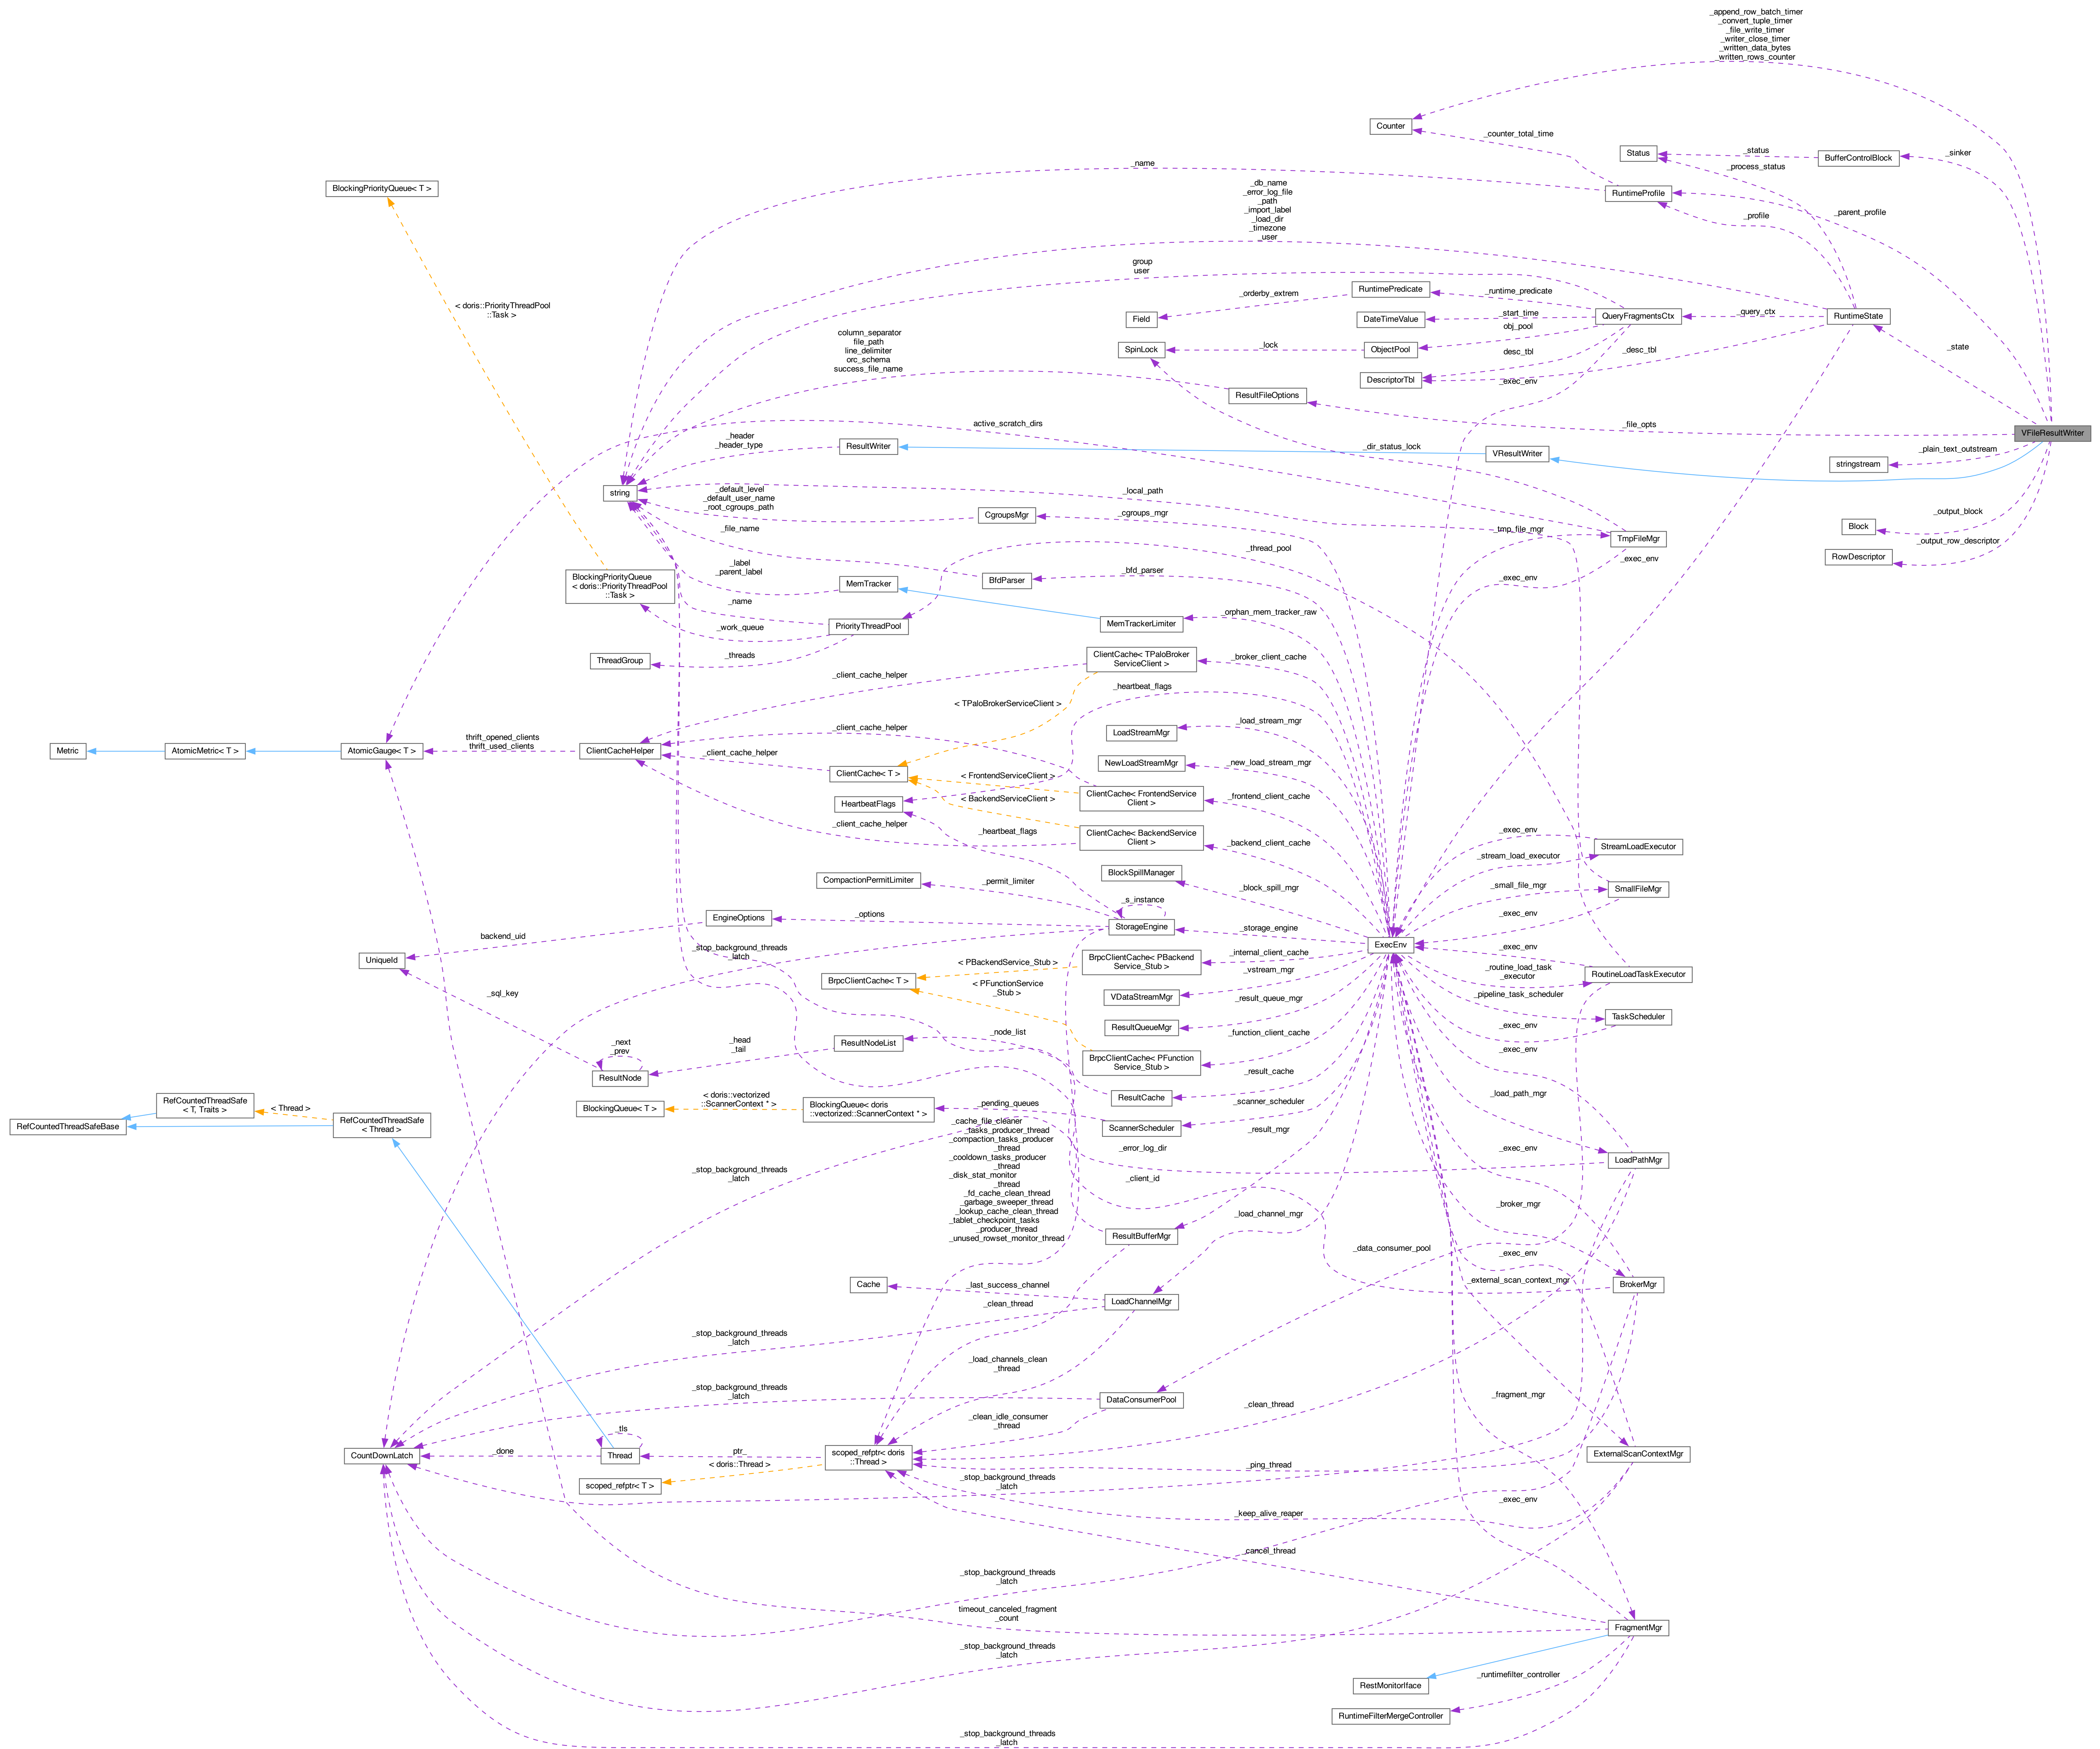 _append_row_batch_timer
_convert_tuple_timer
_file_write_timer
_writer_close_timer
_written_data_bytes
_written_rows_counter
Counter
_counter_total_time
Status
_status
BufferControlBlock
_sinker
_process_status
_name
BlockingPriorityQueue< T >
RuntimeProfile
_db_name
_error_log_file
_path
_import_label
_load_dir
_timezone
_user
_profile
_parent_profile
group
user
RuntimePredicate
_runtime_predicate
_orderby_extrem
< doris::PriorityThreadPool
::Task >
Field
DateTimeValue
_start_time
QueryFragmentsCtx
_query_ctx
RuntimeState
obj_pool
column_separator
file_path
line_delimiter
orc_schema
success_file_name
SpinLock
_lock
ObjectPool
desc_tbl
_desc_tbl
_state
DescriptorTbl
_exec_env
ResultFileOptions
_file_opts
active_scratch_dirs
VFileResultWriter
_header
_header_type
ResultWriter
_dir_status_lock
VResultWriter
_plain_text_outstream
stringstream
string
_default_level
_default_user_name
_root_cgroups_path
_local_path
CgroupsMgr
_cgroups_mgr
_output_block
Block
_file_name
_tmp_file_mgr
TmpFileMgr
_thread_pool
_output_row_descriptor
RowDescriptor
_label
_parent_label
_exec_env
BlockingPriorityQueue
< doris::PriorityThreadPool
::Task >
MemTracker
BfdParser
_bfd_parser
_name
_work_queue
PriorityThreadPool
MemTrackerLimiter
_orphan_mem_tracker_raw
ThreadGroup
_threads
ClientCache< TPaloBroker
ServiceClient >
_broker_client_cache
_client_cache_helper
_heartbeat_flags
< TPaloBrokerServiceClient >
_load_stream_mgr
LoadStreamMgr
_client_cache_helper
thrift_opened_clients
thrift_used_clients
Metric
AtomicMetric< T >
AtomicGauge< T >
ClientCacheHelper
_client_cache_helper
NewLoadStreamMgr
_new_load_stream_mgr
ClientCache< T >
< FrontendServiceClient >
ClientCache< FrontendService
Client >
_frontend_client_cache
HeartbeatFlags
< BackendServiceClient >
_client_cache_helper
_heartbeat_flags
ClientCache< BackendService
Client >
_backend_client_cache
_exec_env
StreamLoadExecutor
_stream_load_executor
CompactionPermitLimiter
_permit_limiter
BlockSpillManager
_block_spill_mgr
_small_file_mgr
SmallFileMgr
_s_instance
_exec_env
EngineOptions
_options
StorageEngine
_storage_engine
backend_uid
_stop_background_threads
_latch
ExecEnv
UniqueId
_exec_env
_internal_client_cache
BrpcClientCache< PBackend
Service_Stub >
< PBackendService_Stub >
_vstream_mgr
_routine_load_task
_executor
RoutineLoadTaskExecutor
BrpcClientCache< T >
< PFunctionService
_Stub >
_sql_key
VDataStreamMgr
_pipeline_task_scheduler
_result_queue_mgr
TaskScheduler
ResultQueueMgr
_exec_env
_next
_prev
_head
_tail
ResultNodeList
_node_list
_function_client_cache
BrpcClientCache< PFunction
Service_Stub >
_exec_env
ResultNode
_result_cache
ResultCache
_load_path_mgr
RefCountedThreadSafe
< T, Traits >
< Thread >
RefCountedThreadSafe
< Thread >
RefCountedThreadSafeBase
BlockingQueue< T >
< doris::vectorized
::ScannerContext * >
BlockingQueue< doris
::vectorized::ScannerContext * >
_pending_queues
_scanner_scheduler
ScannerScheduler
_result_mgr
_cache_file_cleaner
_tasks_producer_thread
_compaction_tasks_producer
_thread
_cooldown_tasks_producer
_thread
_disk_stat_monitor
_thread
_fd_cache_clean_thread
_garbage_sweeper_thread
_lookup_cache_clean_thread
_tablet_checkpoint_tasks
_producer_thread
_unused_rowset_monitor_thread
_error_log_dir
_exec_env
LoadPathMgr
_stop_background_threads
_latch
_client_id
_broker_mgr
_load_channel_mgr
ResultBufferMgr
_data_consumer_pool
_exec_env
Cache
_last_success_channel
_external_scan_context_mgr
BrokerMgr
LoadChannelMgr
_clean_thread
_stop_background_threads
_latch
_load_channels_clean
_thread
_stop_background_threads
_latch
DataConsumerPool
_fragment_mgr
_clean_thread
_clean_idle_consumer
_thread
_tls
CountDownLatch
_done
Thread
ptr_
scoped_refptr< doris
::Thread >
ExternalScanContextMgr
< doris::Thread >
_ping_thread
scoped_refptr< T >
_stop_background_threads
_latch
_exec_env
_keep_alive_reaper
_cancel_thread
_stop_background_threads
_latch
timeout_canceled_fragment
_count
FragmentMgr
_stop_background_threads
_latch
_runtimefilter_controller
RestMonitorIface
RuntimeFilterMergeController
_stop_background_threads
_latch